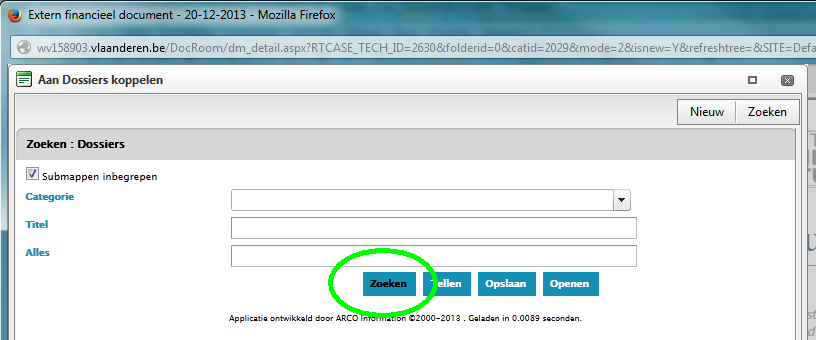 Extern financieel document - 20-12-2013 - Mozilla Firefox
wv158903.vlaanderen.be/DocRoom/dm_detail.aspx?RTCASE_TECH_ID=2630&folderid=0&catid=2029&mode=2&isnew=Y&refreshtree=&SITE=Defa
Aan Dossiers koppelen
Nieuw Zoeken
Zoeken : Dossiers
Submappen inbegrepen
Categorie
Titel
Alles
Zoeken Tellen Opslaan Openen
Applicatie ontwikkeld door ARCO Information ©2000-2013 . Geladen in 0.0089 seconden.